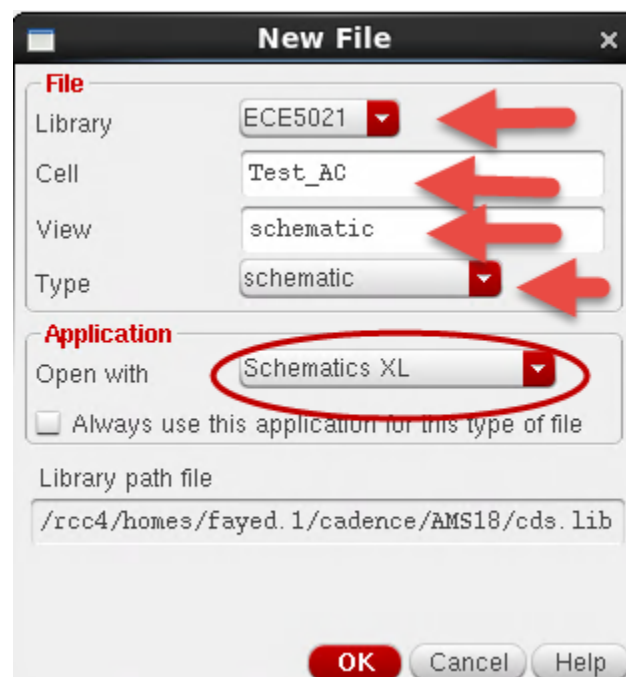 New File
File
Library ECE5021
Cell Test_AC
View schematic
Type schematic
Application
Open with Schematics XL
Always use this application for this type of file
Library path file
/rcc4/homes/fayed.1/cadence/AMS18/cds.lib
OK Cancel Help